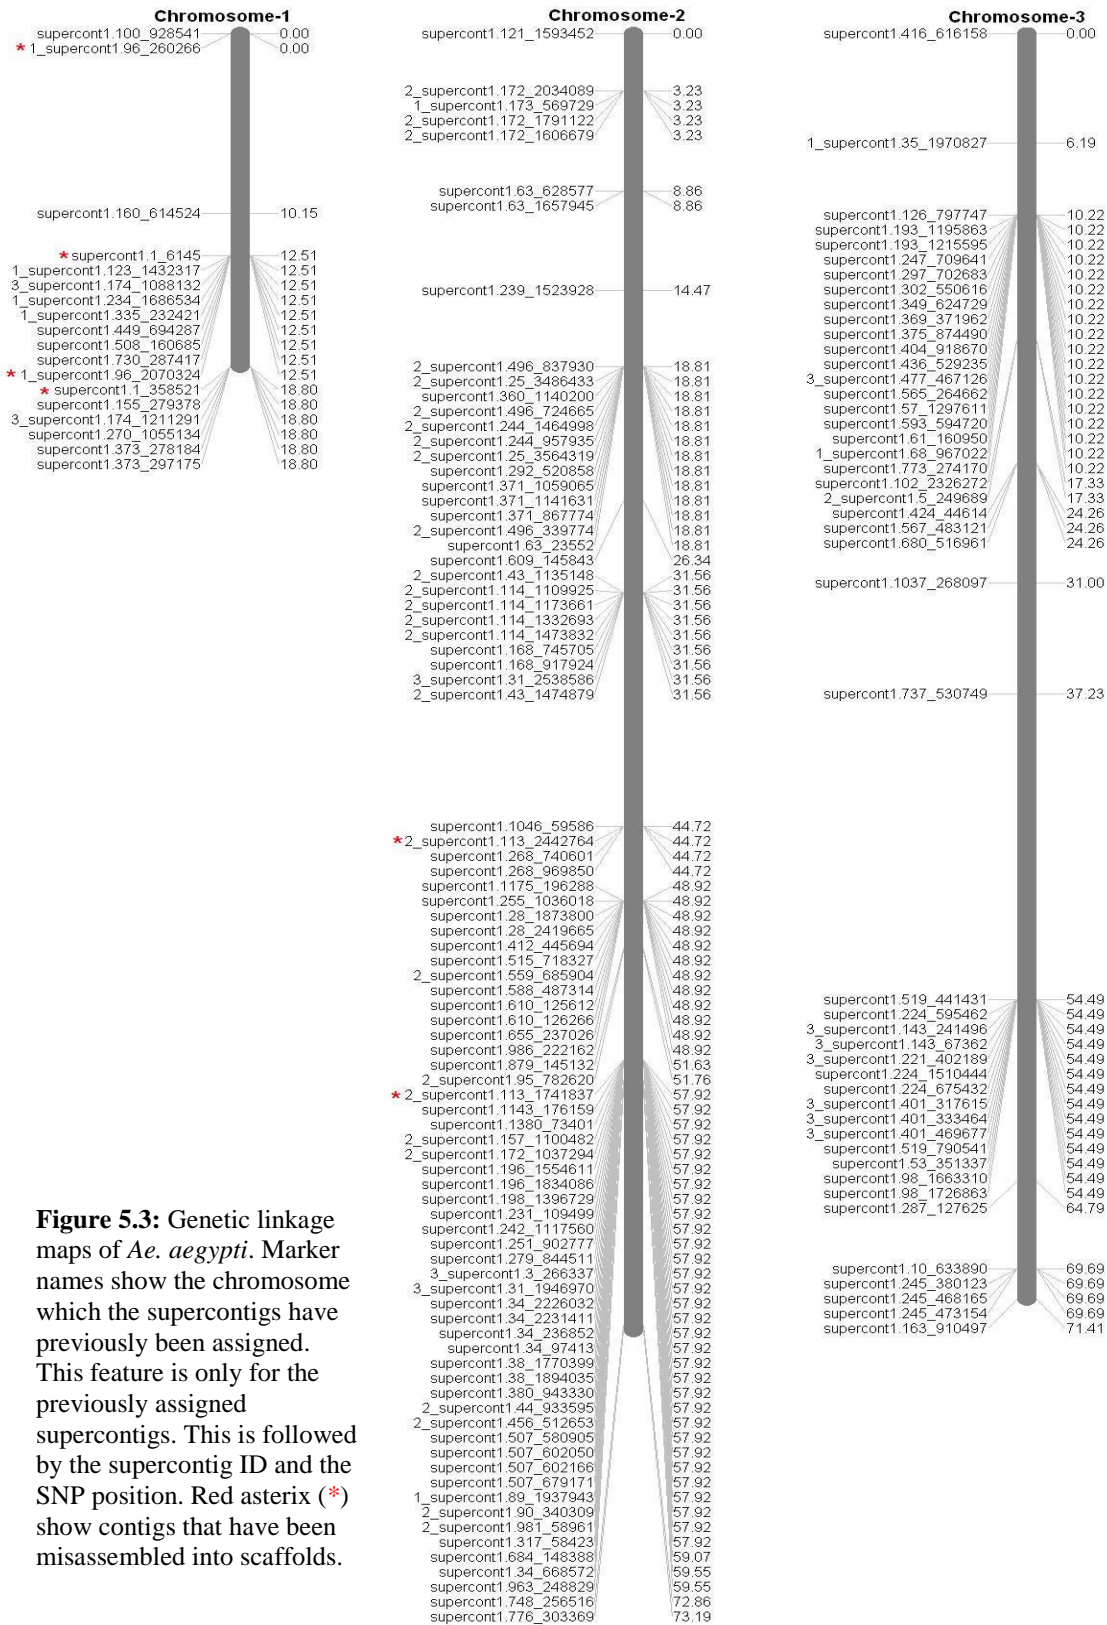 Chromosome-1
supercont1.100_928541 0.00
* 1_supercont1.96_260266 0.00
supercont1.160_614524 10.15
* supercont1.1_6145 12.51
1_supercont1.123_1432317 12.51
3_supercont1.174_1088132 12.51
1_supercont1.234_1686534 12.51
1_supercont1.335_232421 12.51
supercont1.449_694287 12.51
supercont1.508_160685 12.51
supercont1.730_287417 12.51
* 1_supercont1.96_2070324 12.51
* supercont1.1_358521 18.80
supercont1.155_279378 18.80
3_supercont1.174_1211291 18.80
supercont1.270_1055134 18.80
supercont1.373_278184 18.80
supercont1.373_297175 18.80
Chromosome-2
supercont1.121_1593452 0.00
2_supercont1.172_2034089 3.23
1_supercont1.173_569729 3.23
2_supercont1.172_1791122 3.23
2_supercont1.172_1606679 3.23
supercont1.63_628577 8.86
supercont1.63_1657945 8.86
supercont1.239_1523928 14.47
2_supercont1.496_837930 18.81
2_supercont1.25_3486433 18.81
supercont1.360_1140200 18.81
2_supercont1.496_724665 18.81
2_supercont1.244_1464998 18.81
2_supercont1.244_957935 18.81
2_supercont1.25_3564319 18.81
supercont1.292_520858 18.81
supercont1.371_1059065 18.81
supercont1.371_1141631 18.81
supercont1.371_867774 18.81
2_supercont1.496_339774 18.81
supercont1.63_23552 18.81
supercont1.609_145843 26.34
2_supercont1.43_1135148 31.56
2_supercont1.114_1109925 31.56
2_supercont1.114_1173661 31.56
2_supercont1.114_1332693 31.56
2_supercont1.114_1473832 31.56
supercont1.168_745705 31.56
supercont1.168_917924 31.56
3_supercont1.31_2538586 31.56
2_supercont1.43_1474879 31.56
supercont1.1046_59586 44.72
* 2_supercont1.113_2442764 44.72
supercont1.268_740601 44.72
supercont1.268_969850 44.72
supercont1.1175_196288 48.92
supercont1.255_1036018 48.92
supercont1.28_1873800 48.92
supercont1.28_2419665 48.92
supercont1.412_445694 48.92
supercont1.515_718327 48.92
2_supercont1.559_685904 48.92
supercont1.588_487314 48.92
supercont1.610_125612 48.92
supercont1.610_126266 48.92
supercont1.655_237026 48.92
supercont1.986_222162 48.92
supercont1.879_145132 51.63
2_supercont1.95_782620 51.76
* 2_supercont1.113_1741837 57.92
supercont1.1143_176159 57.92
supercont1.1380_73401 57.92
2_supercont1.157_1100482 57.92
2_supercont1.172_1037294 57.92
supercont1.196_1554611 57.92
supercont1.196_1834086 57.92
supercont1.198_1396729 57.92
supercont1.231_109499 57.92
supercont1.242_1117560 57.92
supercont1.251_902777 57.92
supercont1.279_844511 57.92
3_supercont1.3_266337 57.92
3_supercont1.31_1946970 57.92
supercont1.34_2226032 57.92
supercont1.34_2231411 57.92
supercont1.34_236852 57.92
supercont1.34_97413 57.92
supercont1.38_1770399 57.92
supercont1.38_1894035 57.92
supercont1.380_943330 57.92
2_supercont1.44_933595 57.92
2_supercont1.456_512653 57.92
supercont1.507_580905 57.92
supercont1.507_602050 57.92
supercont1.507_602166 57.92
supercont1.507_679171 57.92
1_supercont1.89_1937943 57.92
2_supercont1.90_340309 57.92
2_supercont1.981_58961 57.92
supercont1.317_58423 57.92
supercont1.684_148388 59.07
supercont1.34_668572 59.55
supercont1.963_248829 59.55
supercont1.748_256516 72.86
supercont1.776_303369 73.19
Chromosome-3
supercont1.416_616158 0.00
1_supercont1.35_1970827 6.19
supercont1.126_797747 10.22
supercont1.193_1195863 10.22
supercont1.193_1215595 10.22
supercont1.247_709641 10.22
supercont1.297_702683 10.22
supercont1.302_550616 10.22
supercont1.349_624729 10.22
supercont1.369_371962 10.22
supercont1.375_874490 10.22
supercont1.404_918670 10.22
supercont1.436_529235 10.22
3_supercont1.477_467126 10.22
supercont1.565_264662 10.22
supercont1.57_1297611 10.22
supercont1.593_594720 10.22
supercont1.61_160950 10.22
1_supercont1.68_967022 10.22
supercont1.773_274170 10.22
supercont1.102_2326272 17.33
2_supercont1.5_249689 17.33
supercont1.424_44614 24.26
supercont1.567_483121 24.26
supercont1.680_516961 24.26
supercont1.1037_268097 31.00
supercont1.737_530749 37.23
supercont1.519_441431 54.49
supercont1.224_595462 54.49
3_supercont1.143_241496 54.49
3_supercont1.143_67362 54.49
3_supercont1.221_402189 54.49
supercont1.224_1510444 54.49
supercont1.224_675432 54.49
3_supercont1.401_317615 54.49
3_supercont1.401_333464 54.49
3_supercont1.401_469677 54.49
supercont1.519_790541 54.49
supercont1.53_351337 54.49
supercont1.98_1663310 54.49
supercont1.98_1726863 54.49
supercont1.287_127625 64.79
supercont1.10_633890 69.69
supercont1.245_380123 69.69
supercont1.245_468165 69.69
supercont1.245_473154 69.69
supercont1.163_910497 71.41
Figure 5.3: Genetic linkage
maps of Ae. aegypti. Marker
names show the chromosome
which the supercontigs have
previously been assigned.
This feature is only for the
previously assigned
supercontigs. This is followed
by the supercontig ID and the
SNP position. Red asterix (*)
show contigs that have been
misassembled into scaffolds.